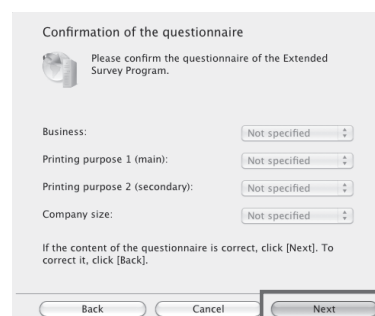 Confirmation of the questionnaire
Please confirm the questionnaire of the Extended
Survey Program.
Business: Not specified
Printing purpose 1 (main): Not specified
Printing purpose 2 (secondary): Not specified
Company size: Not specified
If the content of the questionnaire is correct, click [Next]. To
correct it, click [Back].
Back Cancel Next